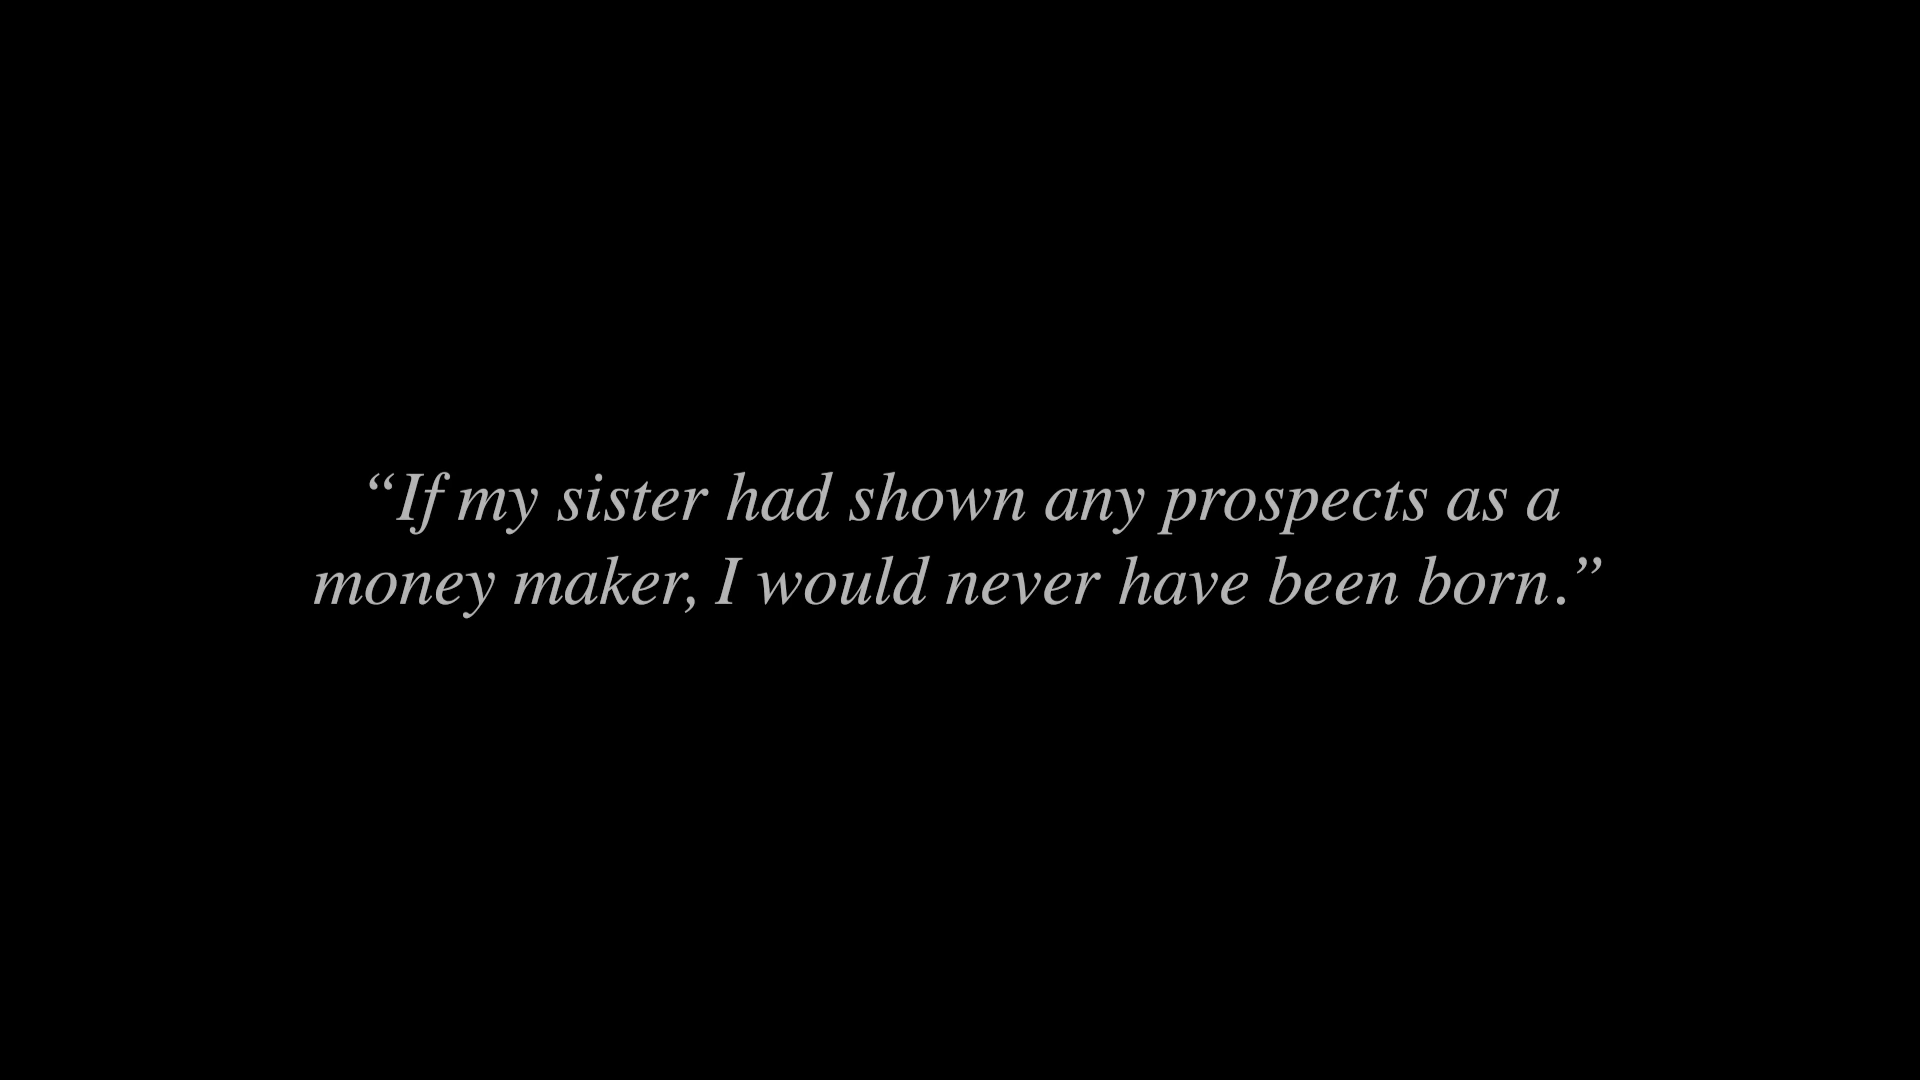 “If my sister had shown any prospects as a
money maker, I would never have been born.”